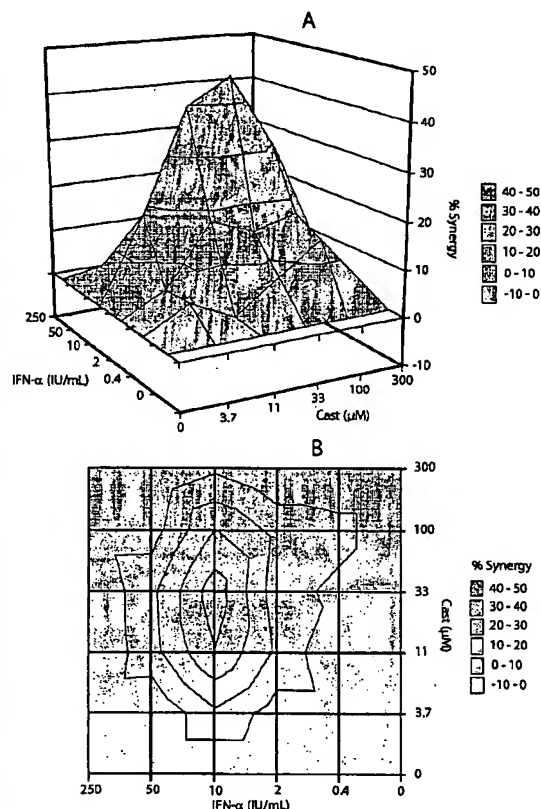 A
50
40
30
20
10
0
-10
% Synergy
40 - 50
30 - 40
20 - 30
10 - 20
0 - 10
-10 - 0
250
50
10
2
0.4
0
IFN-α (IU/mL)
0
3.7
11
33
100
300
Cast (μM)
B
300
100
33
11
3.7
0
Cast (μM)
% Synergy
40 - 50
30 - 40
20 - 30
10 - 20
0 - 10
-10 - 0
250
50
10
2
0.4
0
IFN-α (IU/mL)